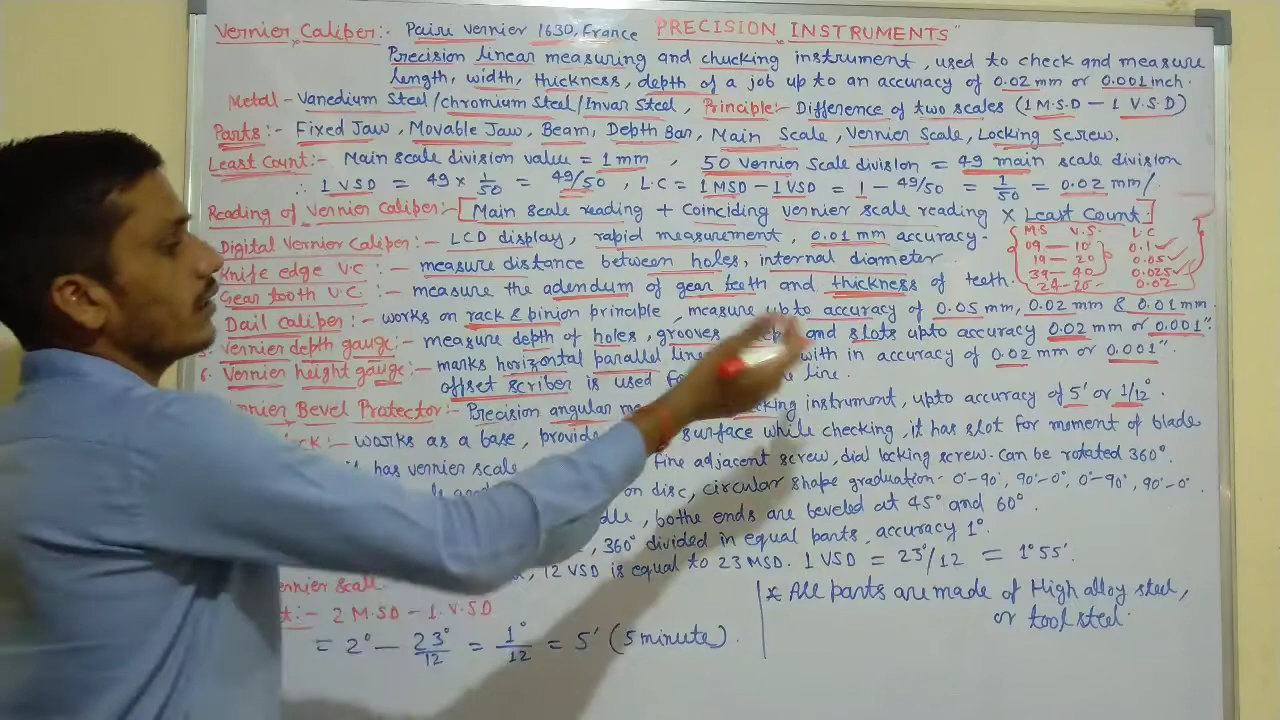 Vernier Caliper:- Pairi Vernier 1630, France PRECISION INSTRUMENTS"
Precision linear measuring and chucking instrument, used to check and measure
length, width, thickness, depth of a job up to an accuracy of 0.02 mm or 0.001 inch.
Metal - Vanedium Steel/chromium Steel/Invar Steel, Principle:- Difference of two scales (1 M.S.D - 1 V.S.D)
Parts:- Fixed Jaw, Movable Jaw, Beam, Depth Bar, Main Scale, Vernier Scale, Locking Screw.
Least Count:- Main scale division value = 1 mm, 50 Vernior Scale division = 49 main scale division
∴ 1 VSD = 49 × 1/50 = 49/50, L.C = 1 MSD - 1 VSD = 1 - 49/50 = 1/50 = 0.02 mm/
Reading of Vernier Caliper:- [Main scale reading + Coinciding vernier scale reading × Least Count.]
M.S V.S. L.C
09 - 10 0.1 ✓
19 - 20 0.05 ✓
39 - 40 0.025 ✓
24-25- 0.02
Digital Vernier Caliper:- LCD display, rapid measurement, 0.01 mm accuracy-
Knife edge V.C:- measure distance between holes, internal diameter.
Gear tooth V.C:- measure the adendum of gear teeth and thickness of teeth.
Dail Caliper:- works on rack & pinion principle, measure upto accuracy of 0.05 mm, 0.02 mm & 0.01 mm.
Vernier depth gauge:- measure depth of holes, grooves and slots upto accuracy 0.02 mm or 0.001".
6. Vernier height gauge:- marks horizontal parallel with in accuracy of 0.02 mm or 0.001".
offset scriber is used line.
Bevel Protector:- Precision angular instrument, upto accuracy of 5' or 1/12°.
:- works as a base, surface while checking, it has slot for moment of blade
has vernier scale fine adjacent screw, dial locking screw. Can be rotated 360°.
on disc, circular shape graduation- 0°-90°, 90°-0°, 0°-90°, 90°-0°
, bothe ends are beveled at 45° and 60°.
, 360° divided in equal parts, accuracy 1°.
, 12 VSD is equal to 23 MSD. 1 VSD = 23°/12 = 1°55'.
:- 2 M.SD - 1.V.SD
= 2° - 23°/12 = 1°/12 = 5' (5 minute).
* All parts are made of High alloy steel,
or tool steel.